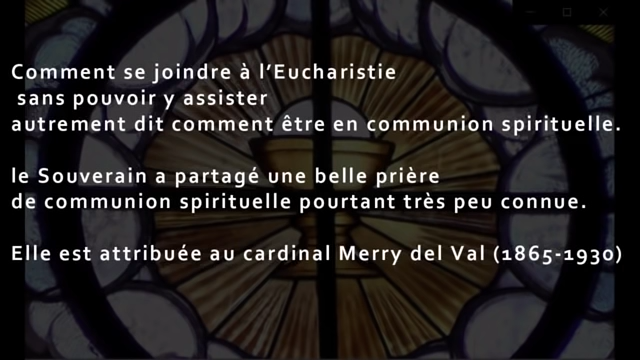 Comment se joindre à l’Eucharistie
sans pouvoir y assister
autrement dit comment être en communion spirituelle.
le Souverain a partagé une belle prière
de communion spirituelle pourtant très peu connue.
Elle est attribuée au cardinal Merry del Val (1865-1930)